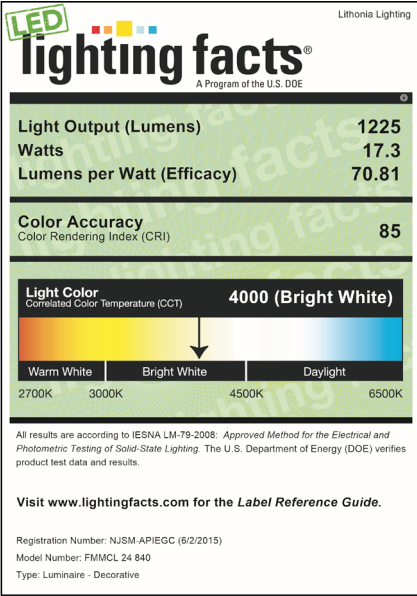 Lithonia Lighting
LED
lighting facts®
A Program of the U.S. DOE
Light Output (Lumens) 1225
Watts 17.3
Lumens per Watt (Efficacy) 70.81
Color Accuracy
Color Rendering Index (CRI) 85
Light Color
Correlated Color Temperature (CCT) 4000 (Bright White)
Warm White Bright White Daylight
2700K 3000K 4500K 6500K
All results are according to IESNA LM-79-2008: Approved Method for the Electrical and
Photometric Testing of Solid-State Lighting. The U.S. Department of Energy (DOE) verifies
product test data and results.
Visit www.lightingfacts.com for the Label Reference Guide.
Registration Number: NJSM-APIEGC (6/2/2015)
Model Number: FMMCL 24 840
Type: Luminaire - Decorative